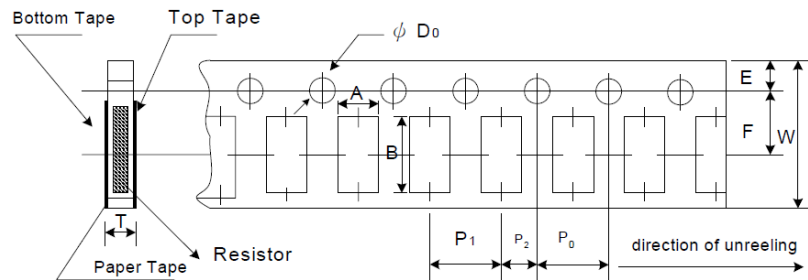 Bottom Tape
Top Tape
ϕ D0
E
A
F
W
B
T
P1
P2
P0
Resistor
direction of unreeling
Paper Tape